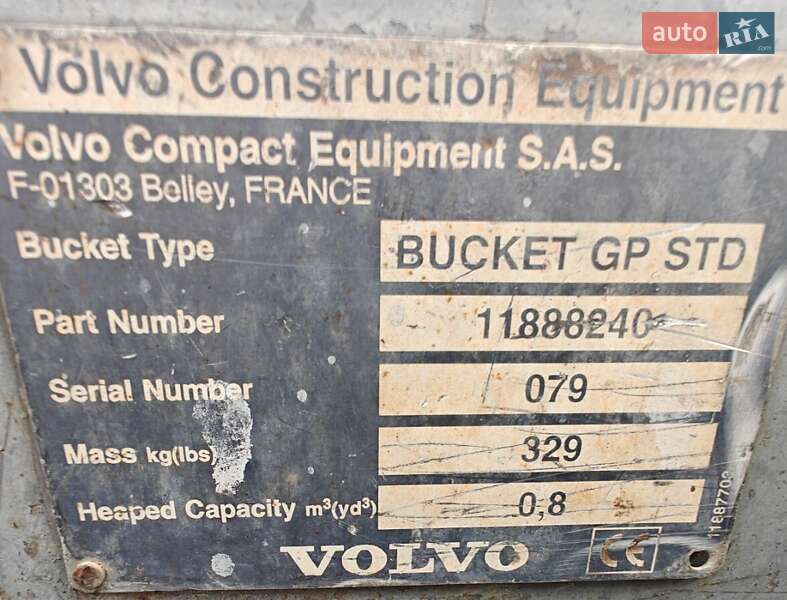 auto RIA.com
Volvo Construction Equipment
Volvo Compact Equipment S.A.S.
F-01303 Belley, FRANCE
Bucket Type BUCKET GP STD
Part Number 11888240
Serial Number 079
Mass kg(lbs) 329
Heaped Capacity m³(yd³) 0,8
VOLVO CE